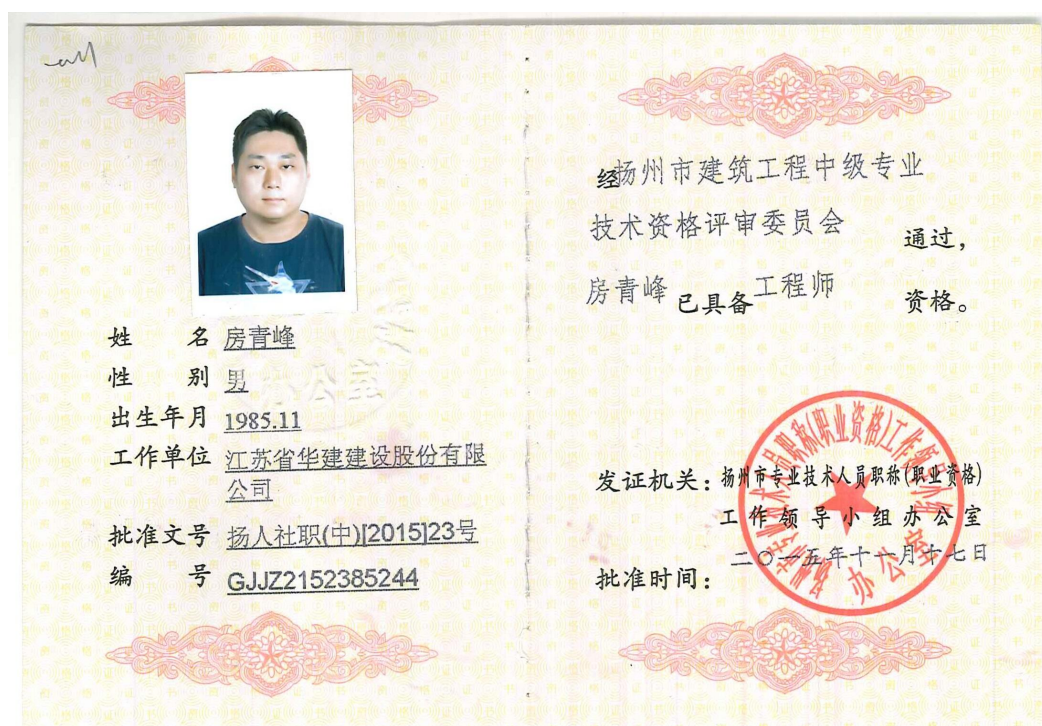 姓 名 房青峰
性 别 男
出生年月 1985.11
工作单位 江苏省华建建设股份有限
公司
批准文号 扬人社职(中)[2015]23号
编 号 GJJZ2152385244
经扬州市建筑工程中级专业
技术资格评审委员会 通过，
房青峰 已具备 工程师 资格。
发证机关：扬州市专业技术人员职称(职业资格)
工作领导小组办公室
批准时间：二〇一五年十月十七日
办公室